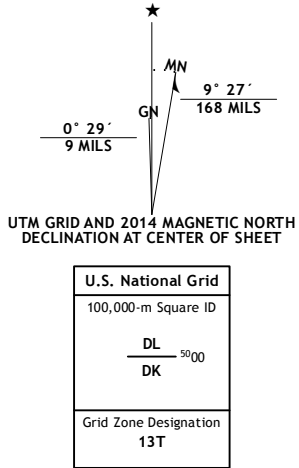 ★
MN
GN
9° 27´
168 MILS
0° 29´
9 MILS
UTM GRID AND 2014 MAGNETIC NORTH
DECLINATION AT CENTER OF SHEET
U.S. National Grid
100,000-m Square ID
DL
5000
DK
Grid Zone Designation
13T